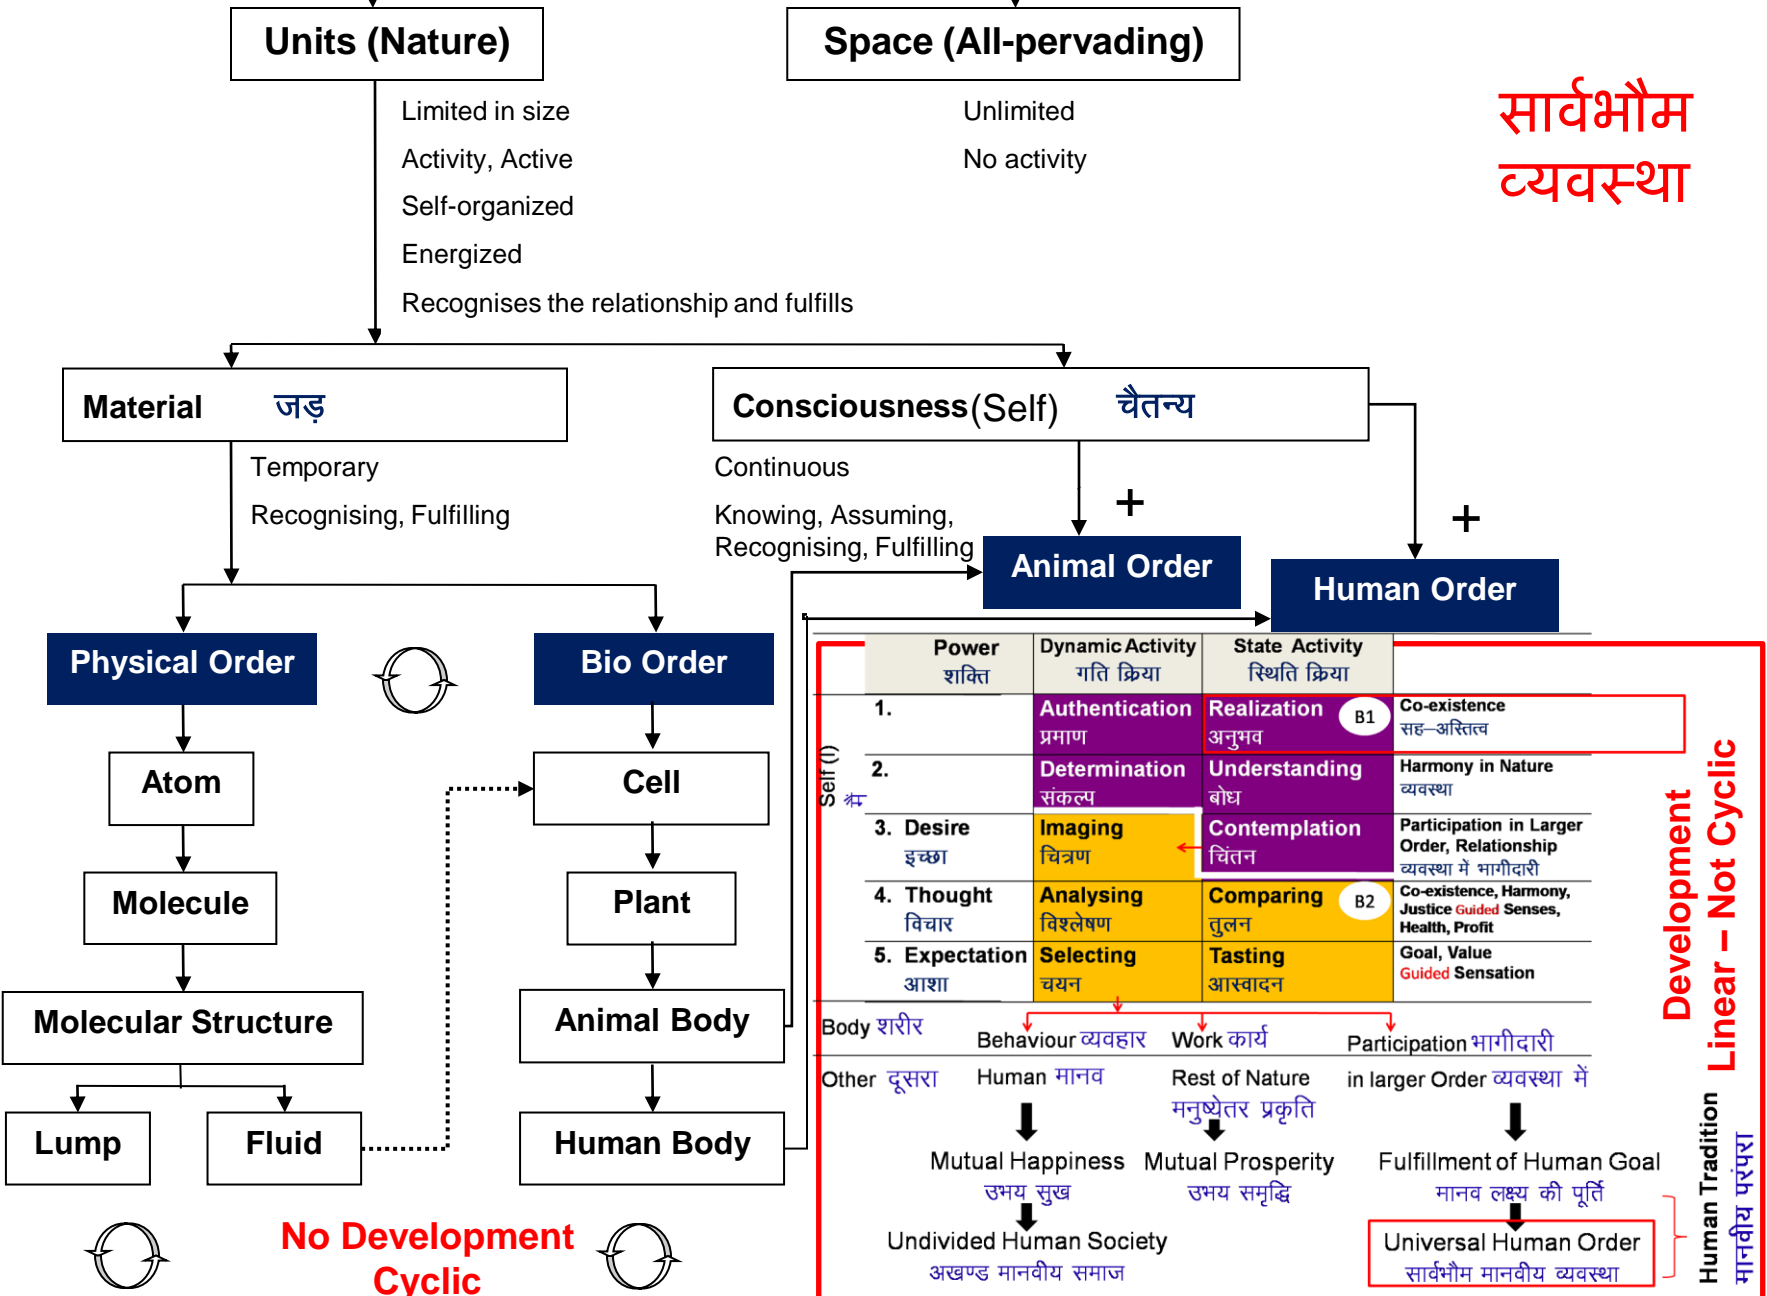 Units (Nature)
Space (All-pervading)
Limited in size
Activity, Active
Self-organized
Energized
Recognises the relationship and fulfills
Unlimited
No activity
सार्वभौम
व्यवस्था
Material जड़
Consciousness(Self) चैतन्य
Temporary
Recognising, Fulfilling
Continuous
Knowing, Assuming,
Recognising, Fulfilling
+
+
Animal Order
Human Order
Physical Order
Bio Order
Atom
Cell
Molecule
Plant
Molecular Structure
Animal Body
Lump
Fluid
Human Body
No Development
Cyclic
Power
शक्ति
Dynamic Activity
गति क्रिया
State Activity
स्थिति क्रिया
Self (I)
मैं
1.
Authentication
प्रमाण
Realization
अनुभव
B1
Co-existence
सह–अस्तित्व
2.
Determination
संकल्प
Understanding
बोध
Harmony in Nature
व्यवस्था
3. Desire
इच्छा
Imaging
चित्रण
Contemplation
चिंतन
Participation in Larger
Order, Relationship
व्यवस्था में भागीदारी
4. Thought
विचार
Analysing
विश्लेषण
Comparing
तुलन
B2
Co-existence, Harmony,
Justice Guided Senses,
Health, Profit
5. Expectation
आशा
Selecting
चयन
Tasting
आस्वादन
Goal, Value
Guided Sensation
Body शरीर
Behaviour व्यवहार
Work कार्य
Participation भागीदारी
Other दूसरा
Human मानव
Rest of Nature
मनुष्येतर प्रकृति
in larger Order व्यवस्था में
Mutual Happiness
उभय सुख
Mutual Prosperity
उभय समृद्धि
Fulfillment of Human Goal
मानव लक्ष्य की पूर्ति
Undivided Human Society
अखण्ड मानवीय समाज
Universal Human Order
सार्वभौम मानवीय व्यवस्था
Development
Linear – Not Cyclic
Human Tradition
मानवीय परंपरा